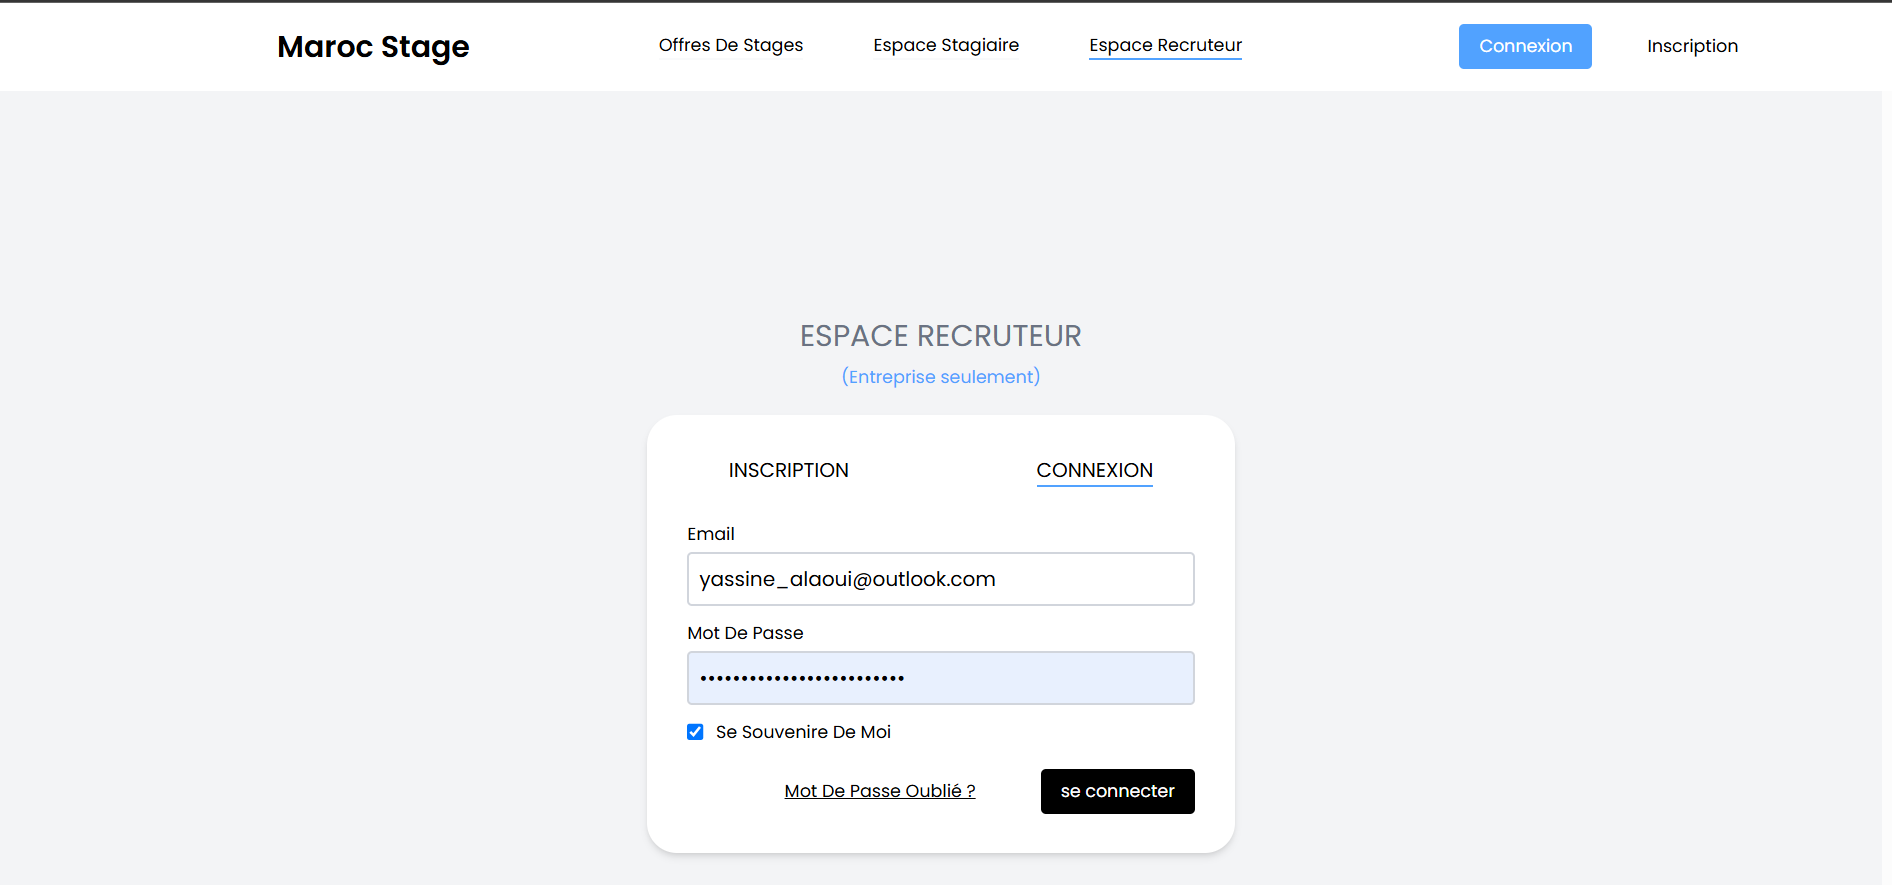 Maroc Stage Offres De Stages Espace Stagiaire Espace Recruteur Connexion Inscription
ESPACE RECRUTEUR
(Entreprise seulement)
INSCRIPTION CONNEXION
Email
yassine_alaoui@outlook.com
Mot De Passe
•••••••••••••••••••••••••
Se Souvenire De Moi
Mot De Passe Oublié ? se connecter